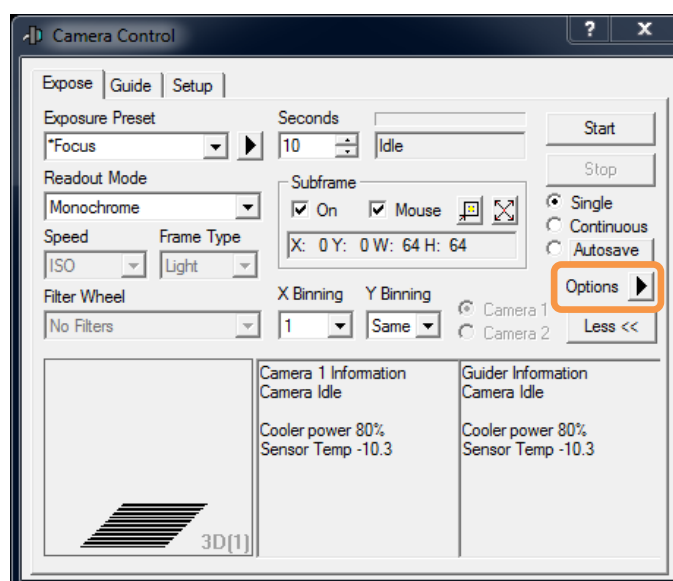 Camera Control
? x
Expose Guide Setup
Exposure Preset Seconds
*Focus 10 Idle Start
Readout Mode Subframe Stop
Monochrome On Mouse Single
Continuous
Speed Frame Type X: 0 Y: 0 W: 64 H: 64 Autosave
ISO Light
Filter Wheel X Binning Y Binning Camera 1 Options
No Filters 1 Same Camera 2 Less <<
Camera 1 Information
Camera Idle
Cooler power 80%
Sensor Temp -10.3
Guider Information
Camera Idle
Cooler power 80%
Sensor Temp -10.3
3D(1)